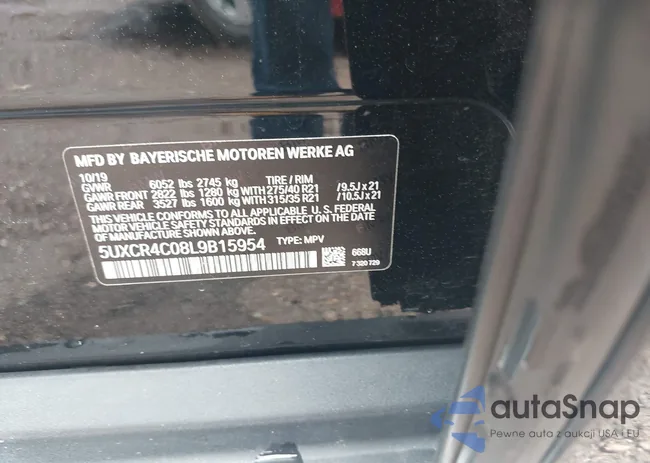 MFD BY BAYERISCHE MOTOREN WERKE AG
10/19
GVWR 6052 lbs 2745 kg TIRE / RIM
GAWR FRONT 2822 lbs 1280 kg WITH 275/40 R21 /9.5J x 21
GAWR REAR 3527 lbs 1600 kg WITH 315/35 R21 /10.5J x 21
THIS VEHICLE CONFORMS TO ALL APPLICABLE U. S. FEDERAL
MOTOR VEHICLE SAFETY STANDARDS IN EFFECT ON THE DATE
OF MANUFACTURE SHOWN ABOVE.
5UXCR4C08L9B15954 TYPE: MPV 668U
7 320 729
autaSnap
Pewne auta z aukcji USA i EU